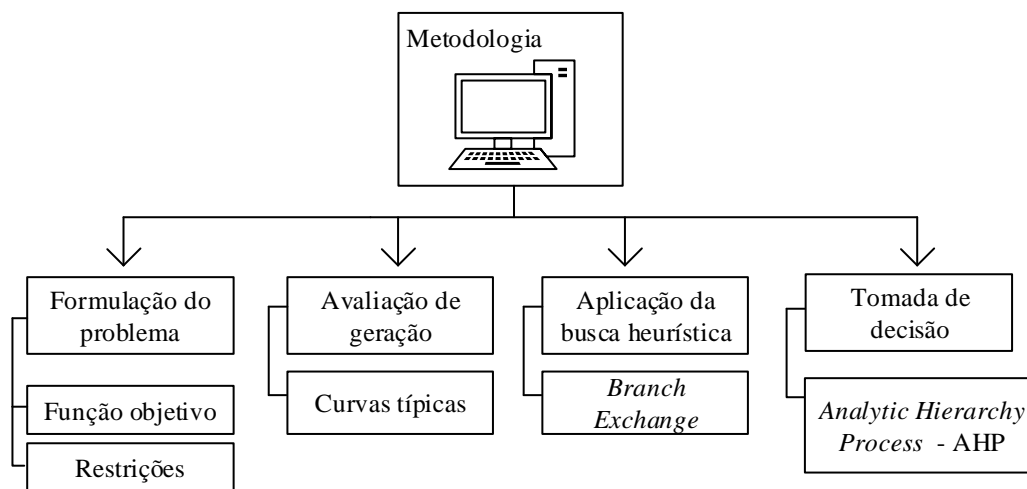 Metodologia
Formulação do
problema
Função objetivo
Restrições
Avaliação de
geração
Curvas típicas
Aplicação da
busca heurística
Branch
Exchange
Tomada de
decisão
Analytic Hierarchy
Process - AHP